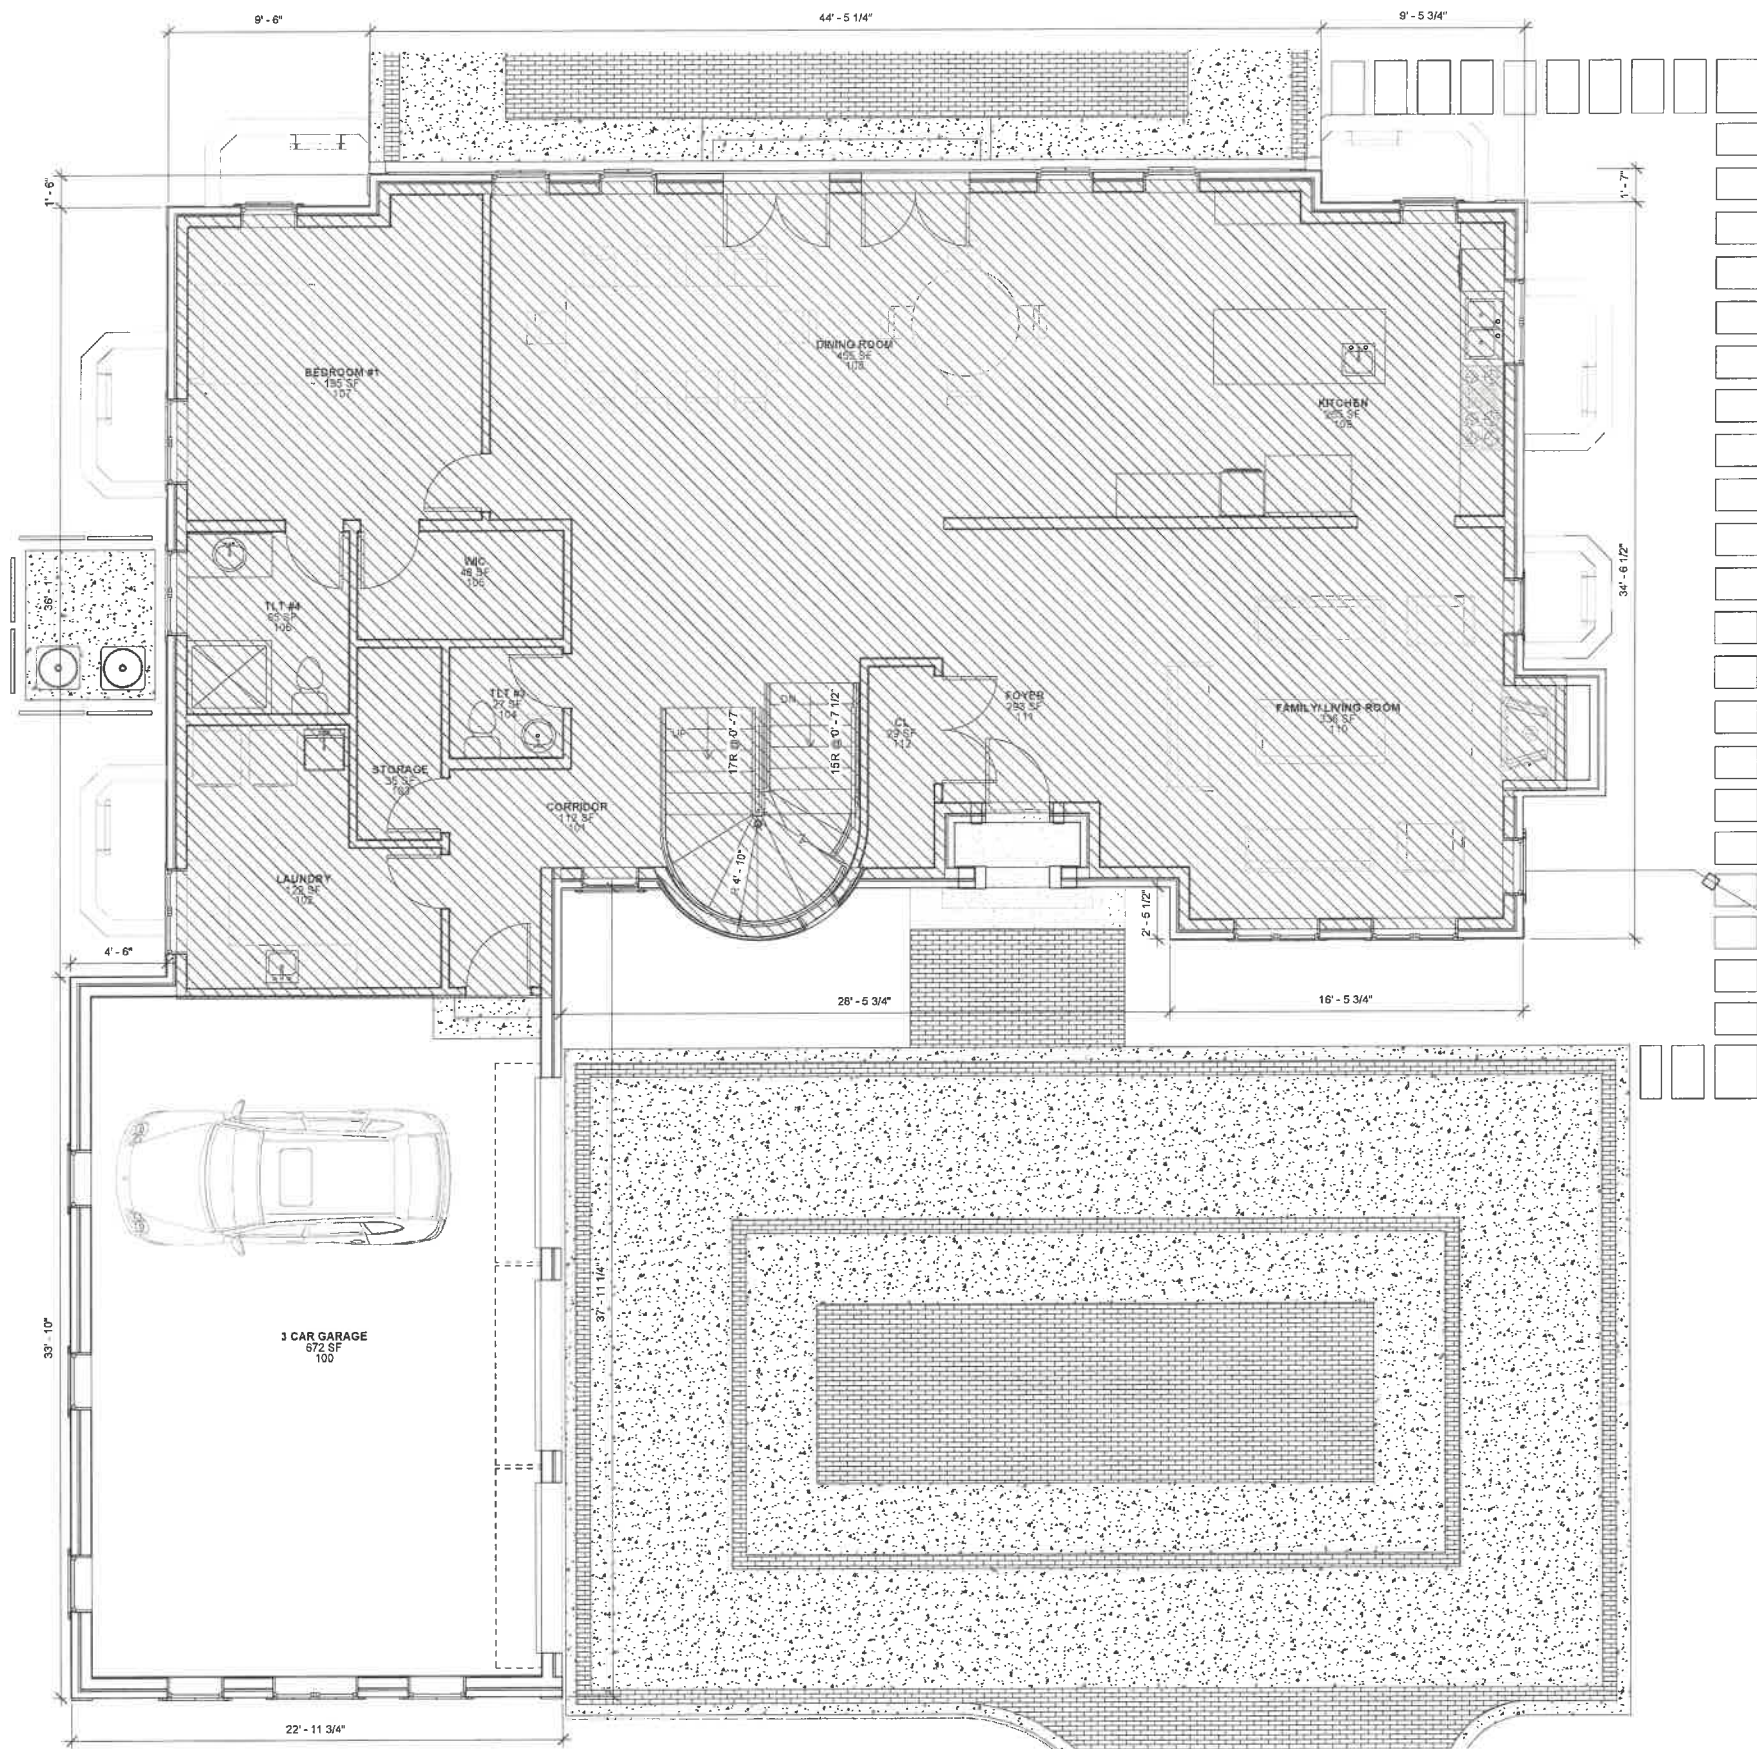 9' - 6"
44' - 5 1/4"
9' - 5 3/4"
1' - 6"
1' - 7"
DINING ROOM
455 SF
108
BEDROOM #1
195 SF
107
KITCHEN
265 SF
109
WIC
48 SF
105
TLT #4
85 SF
106
36' - 1"
34' - 6 1/2"
TLT #3
27 SF
104
UP
DN
17R @ 0' - 7"
15R @ 0' - 7 1/2"
CL
29 SF
112
FOYER
293 SF
111
FAMILY/LIVING ROOM
336 SF
110
STORAGE
35 SF
103
CORRIDOR
112 SF
101
R 4' - 10"
LAUNDRY
129 SF
102
2' - 5 1/2"
4' - 6"
28' - 5 3/4"
16' - 5 3/4"
37' - 11 1/4"
33' - 10"
3 CAR GARAGE
672 SF
100
22' - 11 3/4"